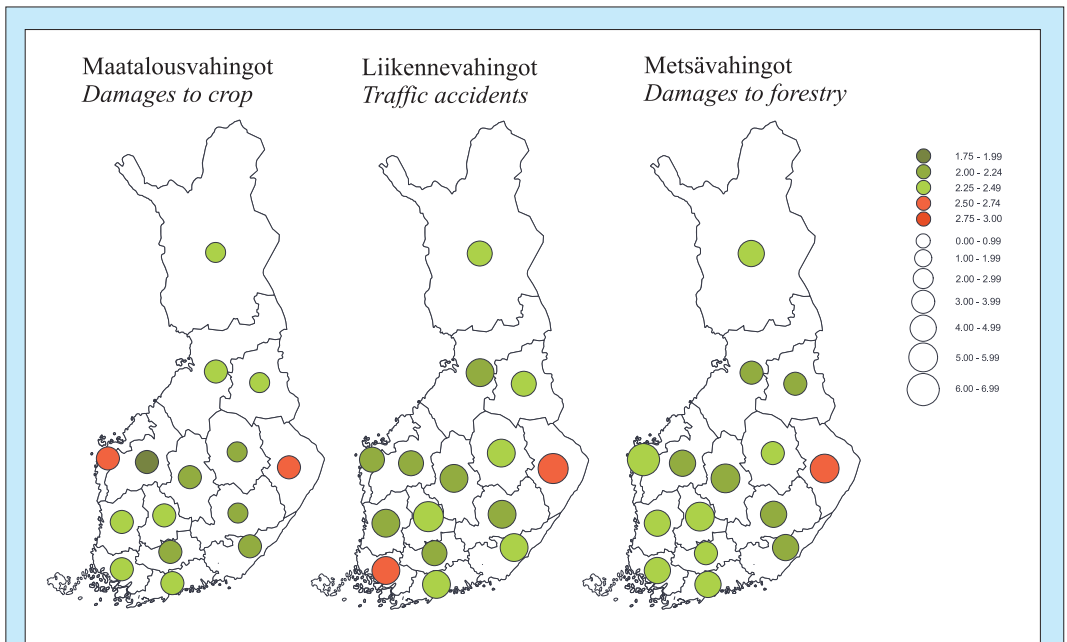 Maatalousvahingot
Damages to crop
Liikennevahingot
Traffic accidents
Metsävahingot
Damages to forestry
1.75 - 1.99
2.00 - 2.24
2.25 - 2.49
2.50 - 2.74
2.75 - 3.00
0.00 - 0.99
1.00 - 1.99
2.00 - 2.99
3.00 - 3.99
4.00 - 4.99
5.00 - 5.99
6.00 - 6.99